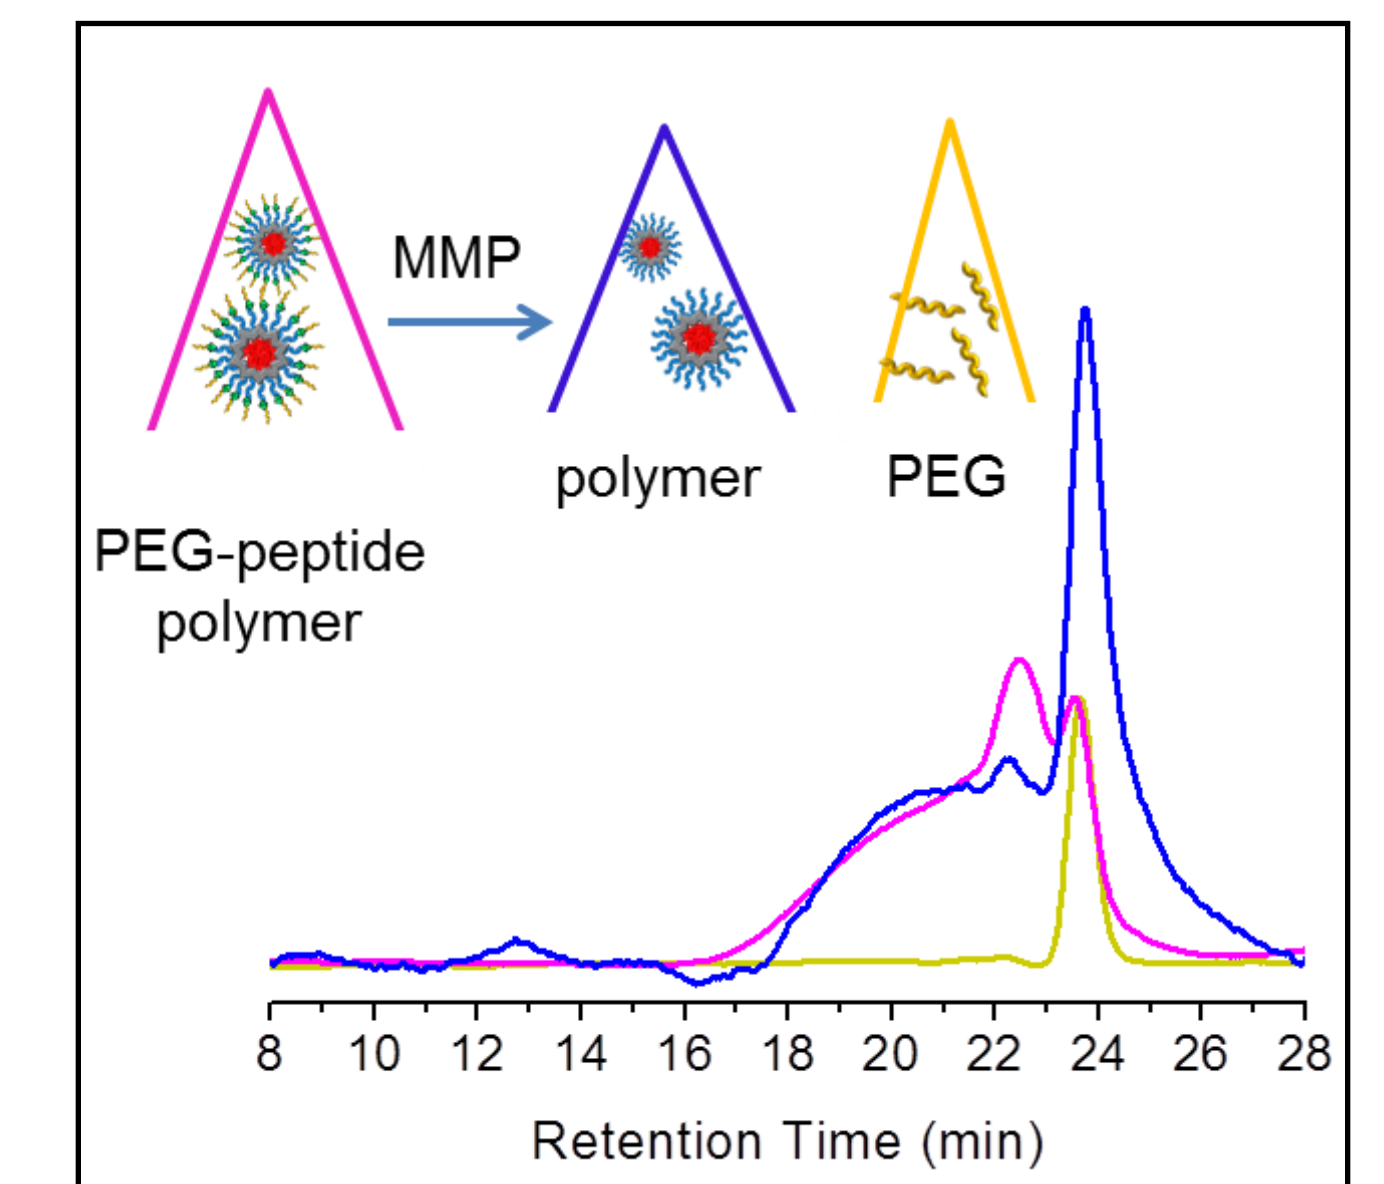 MMP
polymer
PEG
PEG-peptide
polymer
8 10 12 14 16 18 20 22 24 26 28
Retention Time (min)